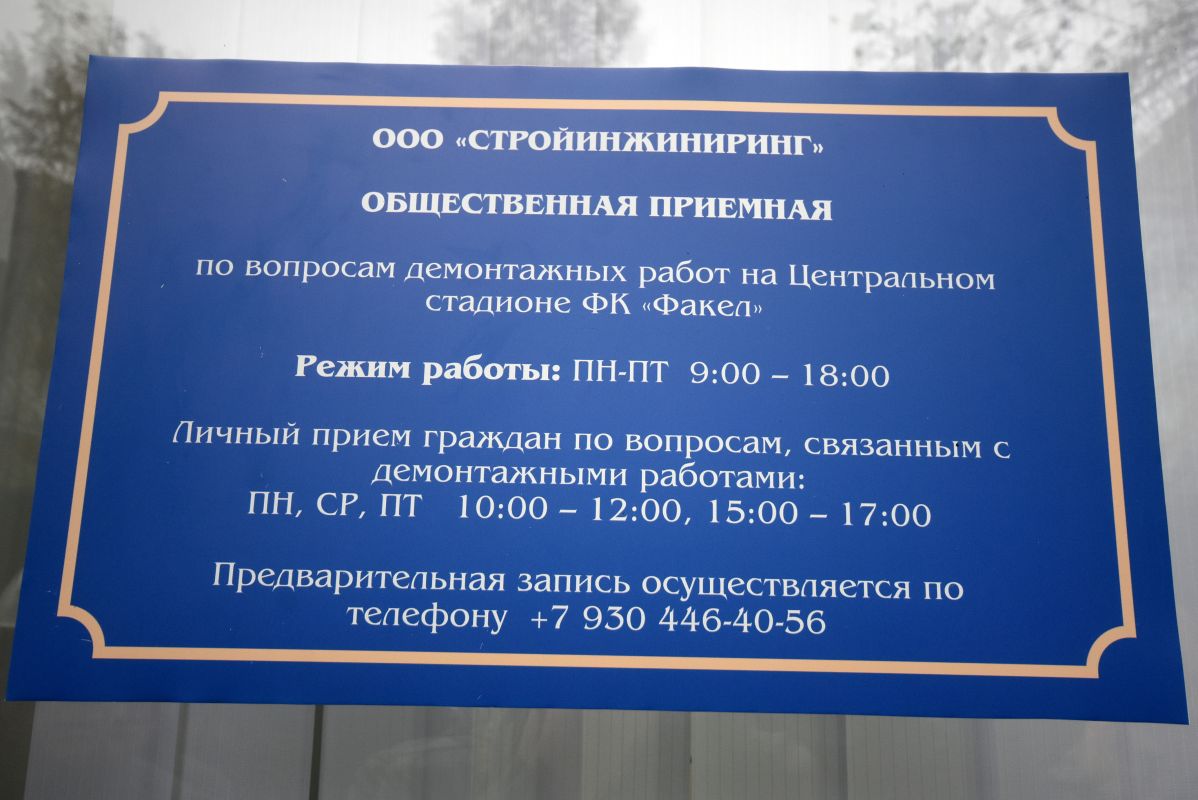 ООО «СТРОЙИНЖИНИРИНГ»
ОБЩЕСТВЕННАЯ ПРИЕМНАЯ
по вопросам демонтажных работ на Центральном
стадионе ФК «Факел»
Режим работы: ПН-ПТ 9:00 – 18:00
Личный прием граждан по вопросам, связанным с
демонтажными работами:
ПН, СР, ПТ 10:00 – 12:00, 15:00 – 17:00
Предварительная запись осуществляется по
телефону +7 930 446-40-56